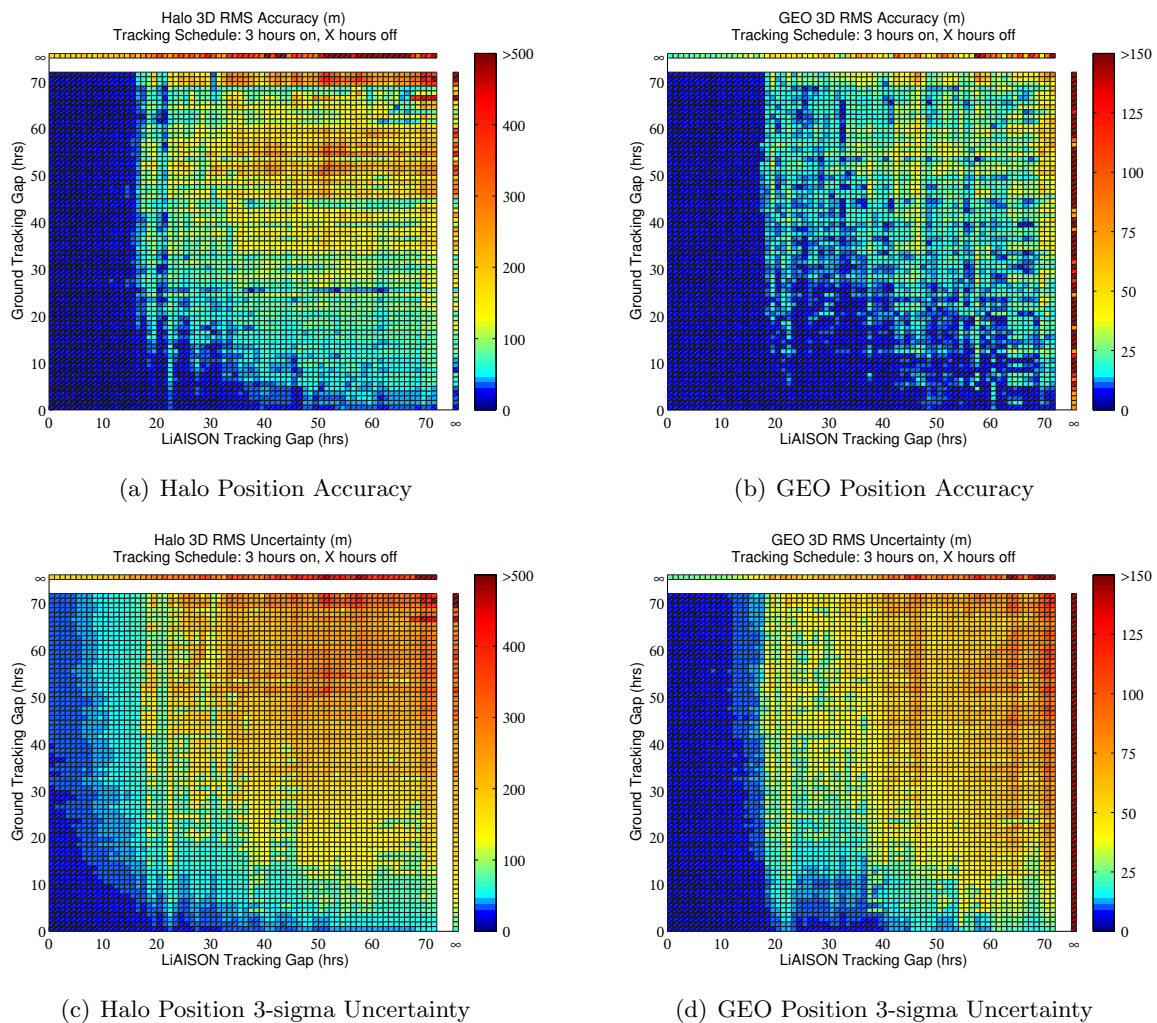 Halo 3D RMS Accuracy (m)
Tracking Schedule: 3 hours on, X hours off
∞
70
60
50
40
30
20
10
0
Ground Tracking Gap (hrs)
0 10 20 30 40 50 60 70 ∞
LiAISON Tracking Gap (hrs)
>500
400
300
200
100
0
(a) Halo Position Accuracy
GEO 3D RMS Accuracy (m)
Tracking Schedule: 3 hours on, X hours off
∞
70
60
50
40
30
20
10
0
Ground Tracking Gap (hrs)
0 10 20 30 40 50 60 70 ∞
LiAISON Tracking Gap (hrs)
>150
125
100
75
50
25
0
(b) GEO Position Accuracy
Halo 3D RMS Uncertainty (m)
Tracking Schedule: 3 hours on, X hours off
∞
70
60
50
40
30
20
10
0
Ground Tracking Gap (hrs)
0 10 20 30 40 50 60 70 ∞
LiAISON Tracking Gap (hrs)
>500
400
300
200
100
0
(c) Halo Position 3-sigma Uncertainty
GEO 3D RMS Uncertainty (m)
Tracking Schedule: 3 hours on, X hours off
∞
70
60
50
40
30
20
10
0
Ground Tracking Gap (hrs)
0 10 20 30 40 50 60 70 ∞
LiAISON Tracking Gap (hrs)
>150
125
100
75
50
25
0
(d) GEO Position 3-sigma Uncertainty